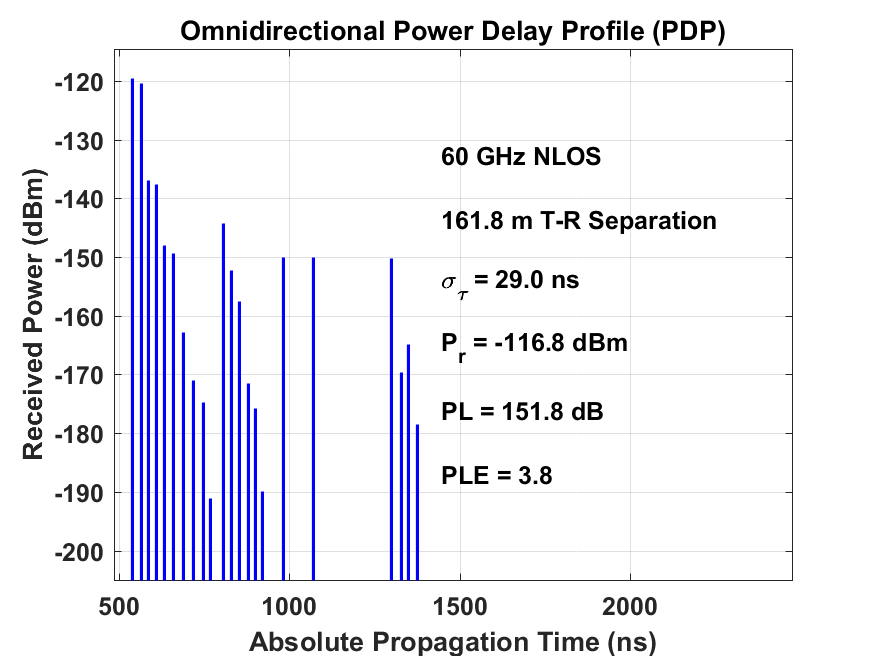 Omnidirectional Power Delay Profile (PDP)
Received Power (dBm)
-120
-130
-140
-150
-160
-170
-180
-190
-200
60 GHz NLOS
161.8 m T-R Separation
στ = 29.0 ns
Pr = -116.8 dBm
PL = 151.8 dB
PLE = 3.8
500 1000 1500 2000
Absolute Propagation Time (ns)